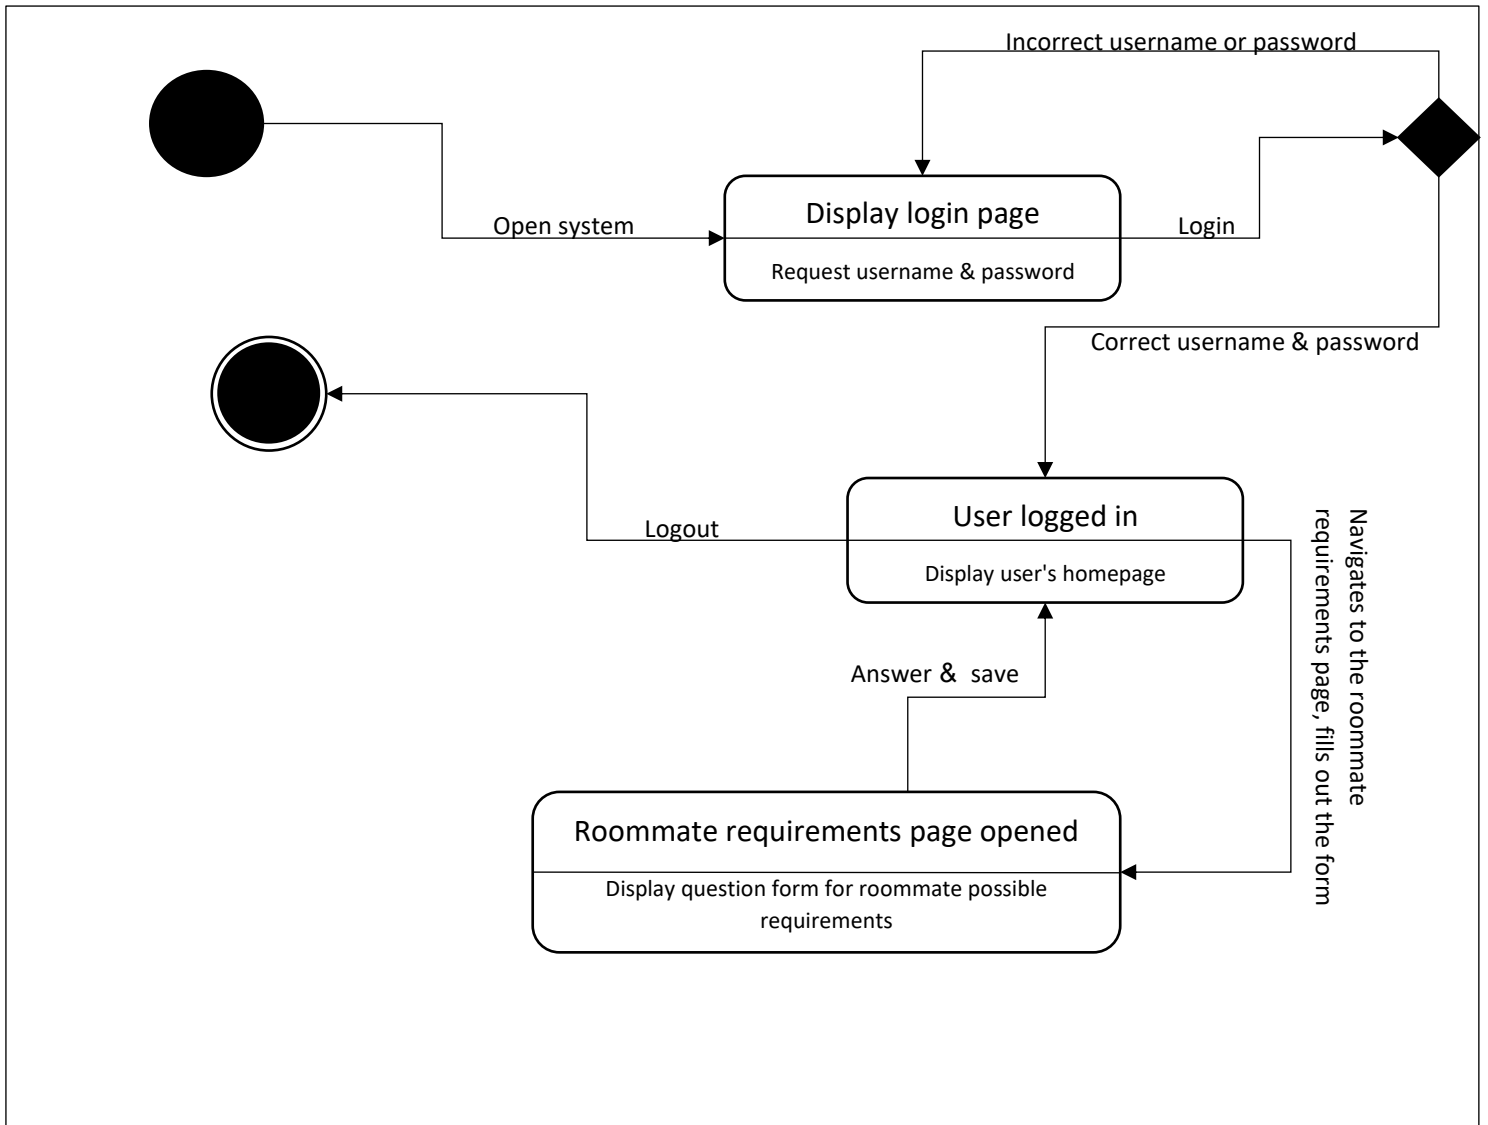 Incorrect username or password
Display login page
Open system
Login
Request username & password
Correct username & password
User logged in
Logout
Display user's homepage
Navigates to the roommate
requirements page, fills out the form
Answer &  save
Roommate requirements page opened
Display question form for roommate possible
requirements